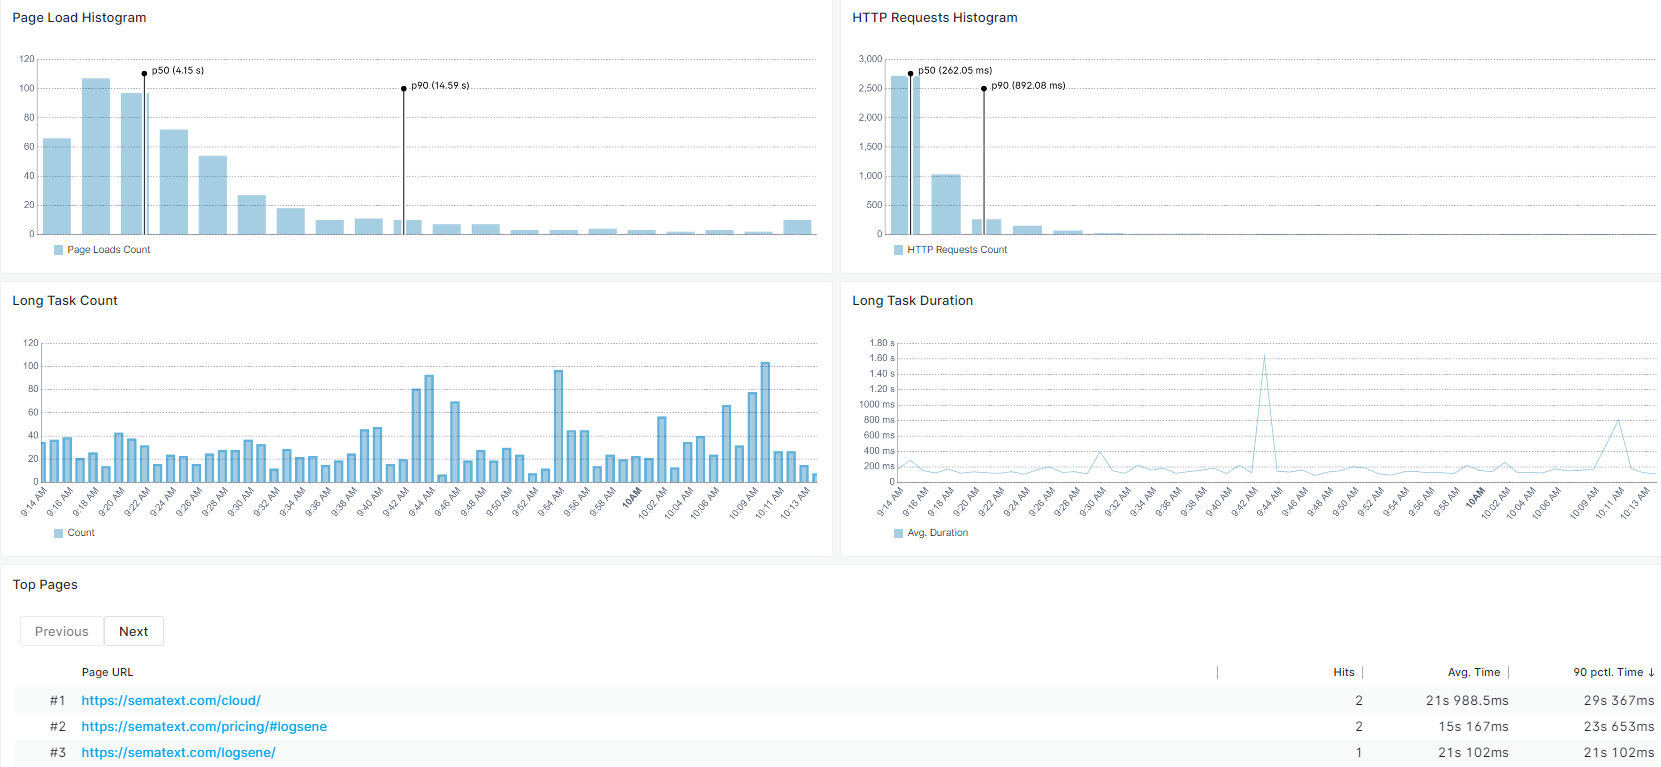 Page Load Histogram
120
100
80
60
40
20
0
p50 (4.15 s)
p90 (14.59 s)
Page Loads Count
HTTP Requests Histogram
3,000
2,500
2,000
1,500
1,000
500
0
p50 (262.05 ms)
p90 (892.08 ms)
HTTP Requests Count
Long Task Count
120
100
80
60
40
20
0
9:14 AM
9:16 AM
9:18 AM
9:20 AM
9:22 AM
9:24 AM
9:26 AM
9:28 AM
9:30 AM
9:32 AM
9:34 AM
9:36 AM
9:38 AM
9:40 AM
9:42 AM
9:44 AM
9:46 AM
9:48 AM
9:50 AM
9:52 AM
9:54 AM
9:56 AM
9:58 AM
10AM
10:02 AM
10:04 AM
10:06 AM
10:09 AM
10:11 AM
10:13 AM
Count
Long Task Duration
1.80 s
1.60 s
1.40 s
1.20 s
1000 ms
800 ms
600 ms
400 ms
200 ms
0
9:14 AM
9:16 AM
9:18 AM
9:20 AM
9:22 AM
9:24 AM
9:26 AM
9:28 AM
9:30 AM
9:32 AM
9:34 AM
9:36 AM
9:38 AM
9:40 AM
9:42 AM
9:44 AM
9:46 AM
9:48 AM
9:50 AM
9:52 AM
9:54 AM
9:56 AM
9:58 AM
10AM
10:02 AM
10:04 AM
10:06 AM
10:09 AM
10:11 AM
10:13 AM
Avg. Duration
Top Pages
Previous Next
Page URL Hits Avg. Time 90 pctl. Time ↓
#1 https://sematext.com/cloud/ 2 21s 988.5ms 29s 367ms
#2 https://sematext.com/pricing/#logsene 2 15s 167ms 23s 653ms
#3 https://sematext.com/logsene/ 1 21s 102ms 21s 102ms